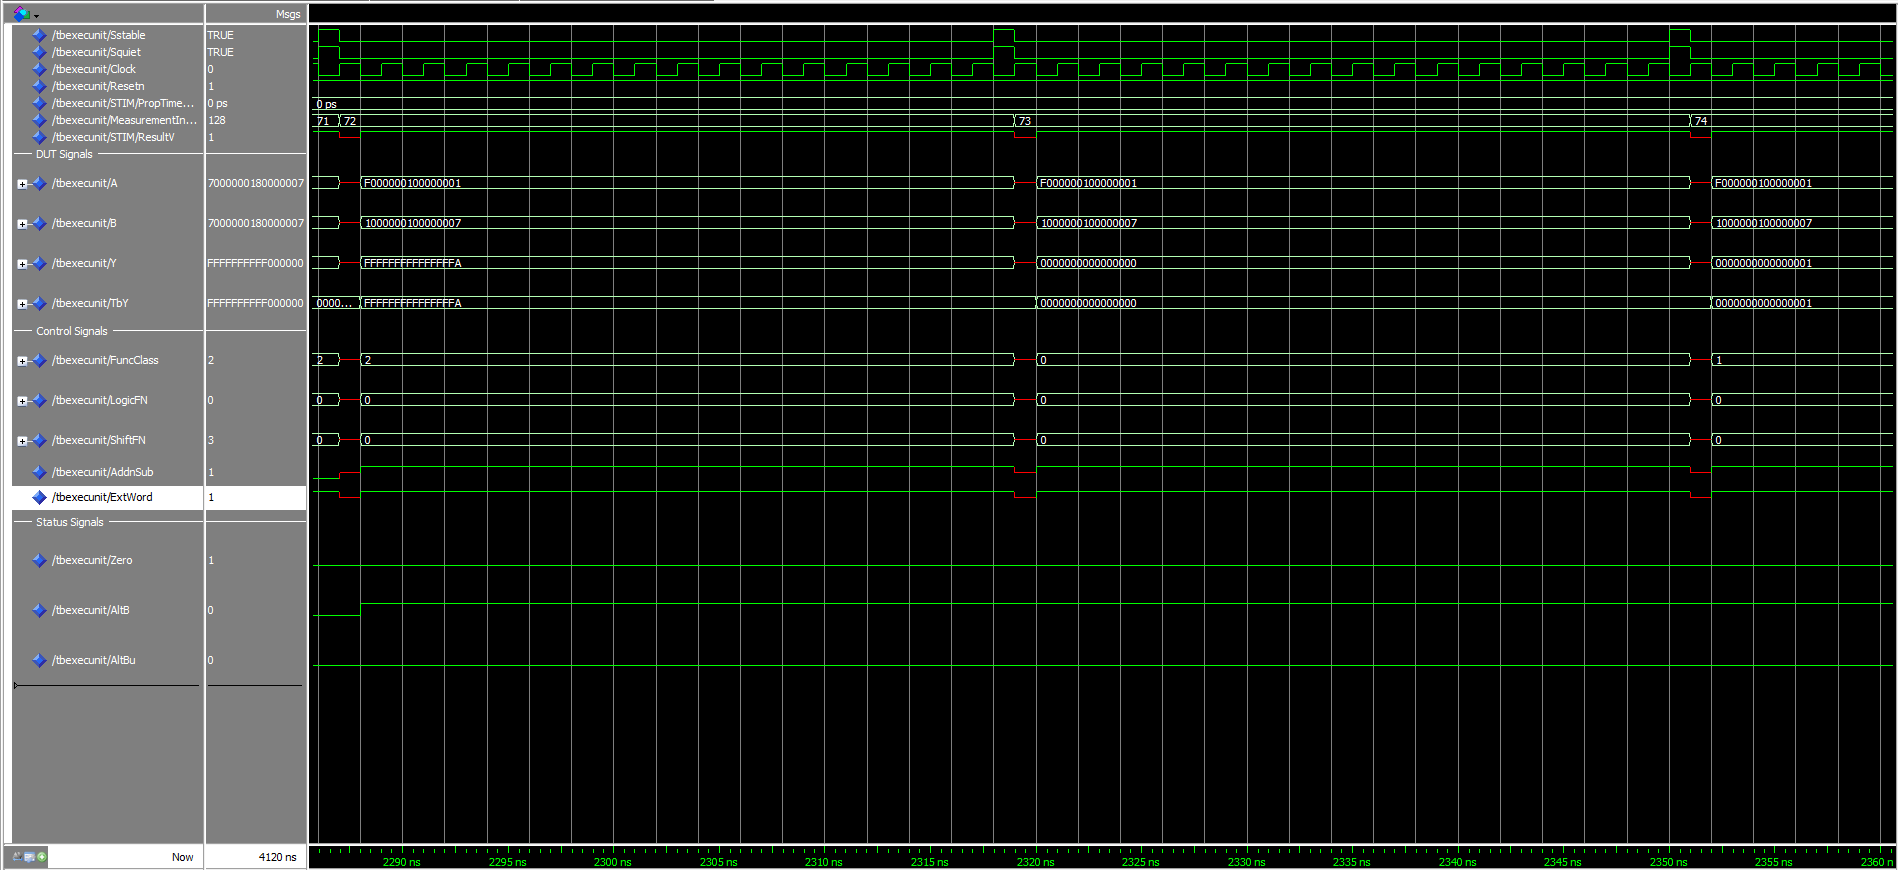 Msgs
/tbexecunit/Sstable TRUE
/tbexecunit/Squiet TRUE
/tbexecunit/Clock 0
/tbexecunit/Resetn 1
/tbexecunit/STIM/PropTime... 0 ps 0 ps
/tbexecunit/MeasurementIn... 128 71 72 73 74
/tbexecunit/STIM/ResultV 1
DUT Signals
/tbexecunit/A 7000000180000007 F000000100000001 F000000100000001 F000000100000001
/tbexecunit/B 7000000180000007 1000000100000007 1000000100000007 1000000100000007
/tbexecunit/Y FFFFFFFFFF000000 FFFFFFFFFFFFFFFA 0000000000000000 0000000000000001
/tbexecunit/TbY FFFFFFFFFF000000 0000... FFFFFFFFFFFFFFFA 0000000000000000 0000000000000001
Control Signals
/tbexecunit/FuncClass 2 2 2 0 1
/tbexecunit/LogicFN 0 0 0 0 0
/tbexecunit/ShiftFN 3 0 0 0 0
/tbexecunit/AddnSub 1
/tbexecunit/ExtWord 1
Status Signals
/tbexecunit/Zero 1
/tbexecunit/AltB 0
/tbexecunit/AltBu 0
Now 4120 ns 2290 ns 2295 ns 2300 ns 2305 ns 2310 ns 2315 ns 2320 ns 2325 ns 2330 ns 2335 ns 2340 ns 2345 ns 2350 ns 2355 ns 2360 n